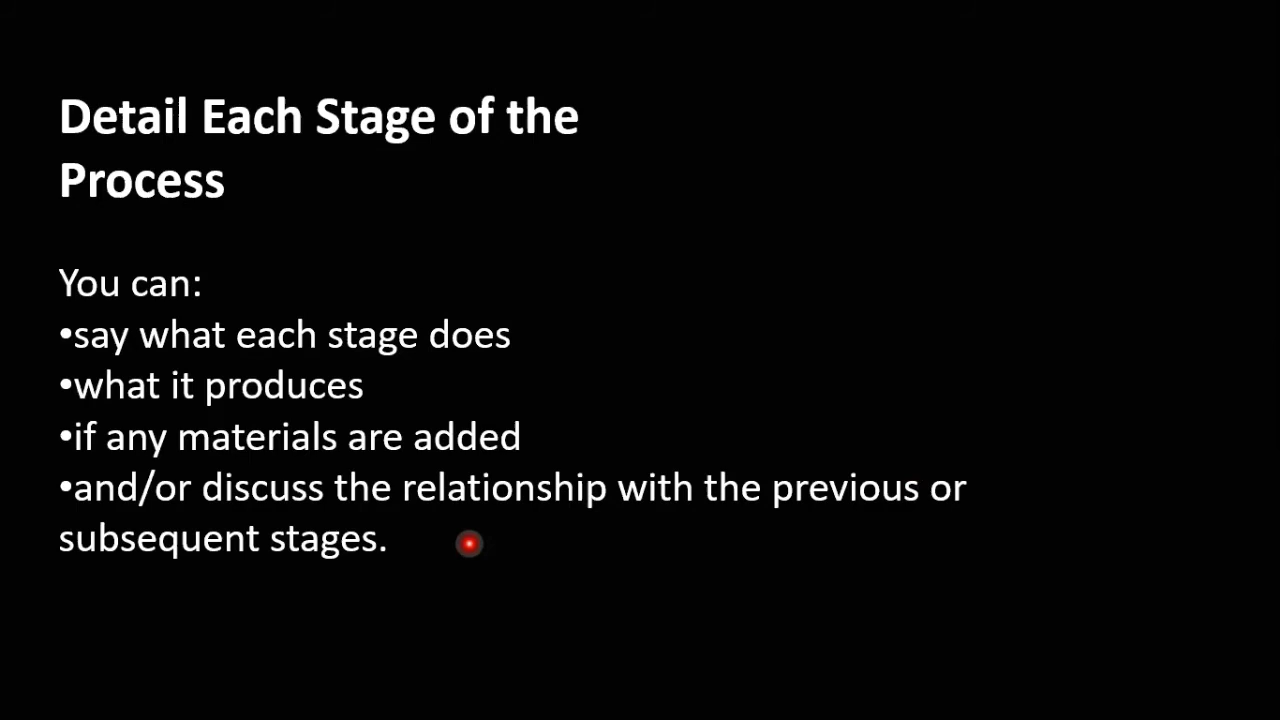 Detail Each Stage of the
Process
You can:
•say what each stage does
•what it produces
•if any materials are added
•and/or discuss the relationship with the previous or
subsequent stages.